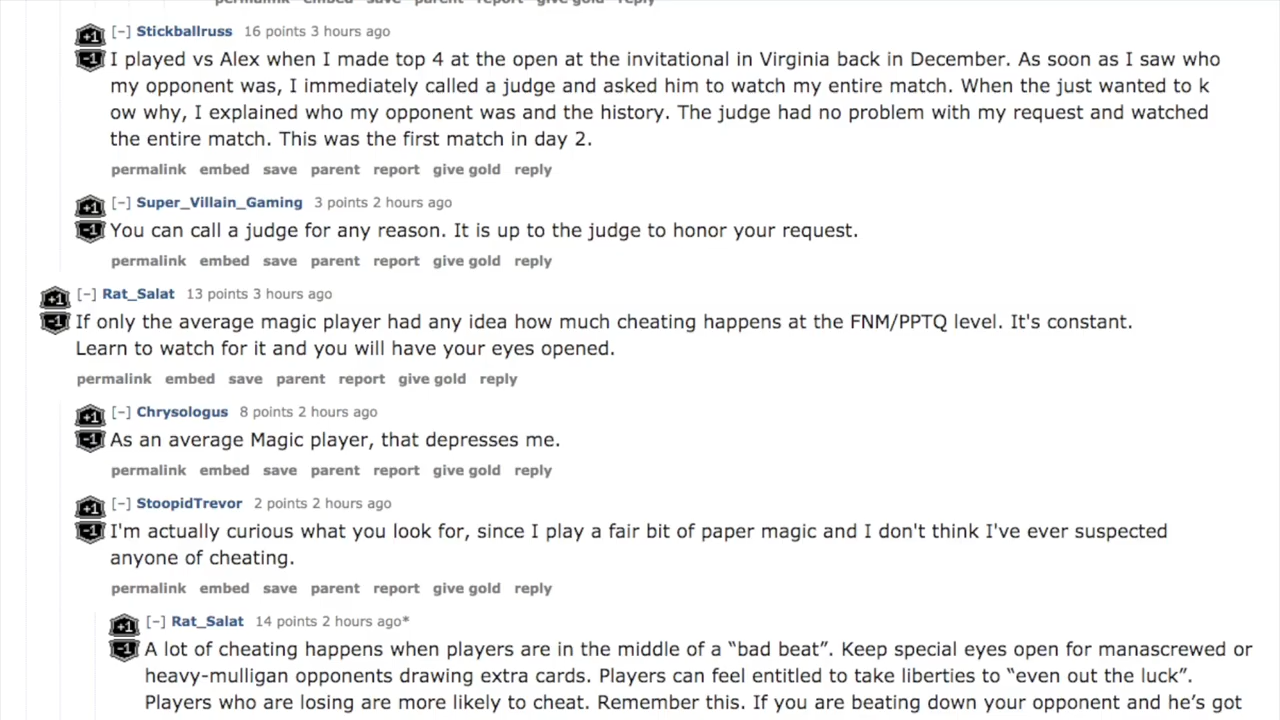 permalink embed save parent report give gold reply
[−] Stickballruss 16 points 3 hours ago
I played vs Alex when I made top 4 at the open at the invitational in Virginia back in December. As soon as I saw who
my opponent was, I immediately called a judge and asked him to watch my entire match. When the just wanted to k
ow why, I explained who my opponent was and the history. The judge had no problem with my request and watched
the entire match. This was the first match in day 2.
permalink embed save parent report give gold reply
[−] Super_Villain_Gaming 3 points 2 hours ago
You can call a judge for any reason. It is up to the judge to honor your request.
permalink embed save parent report give gold reply
[−] Rat_Salat 13 points 3 hours ago
If only the average magic player had any idea how much cheating happens at the FNM/PPTQ level. It's constant.
Learn to watch for it and you will have your eyes opened.
permalink embed save parent report give gold reply
[−] Chrysologus 8 points 2 hours ago
As an average Magic player, that depresses me.
permalink embed save parent report give gold reply
[−] StoopidTrevor 2 points 2 hours ago
I'm actually curious what you look for, since I play a fair bit of paper magic and I don't think I've ever suspected
anyone of cheating.
permalink embed save parent report give gold reply
[−] Rat_Salat 14 points 2 hours ago*
A lot of cheating happens when players are in the middle of a “bad beat”. Keep special eyes open for manascrewed or
heavy-mulligan opponents drawing extra cards. Players can feel entitled to take liberties to “even out the luck”.
Players who are losing are more likely to cheat. Remember this. If you are beating down your opponent and he’s got